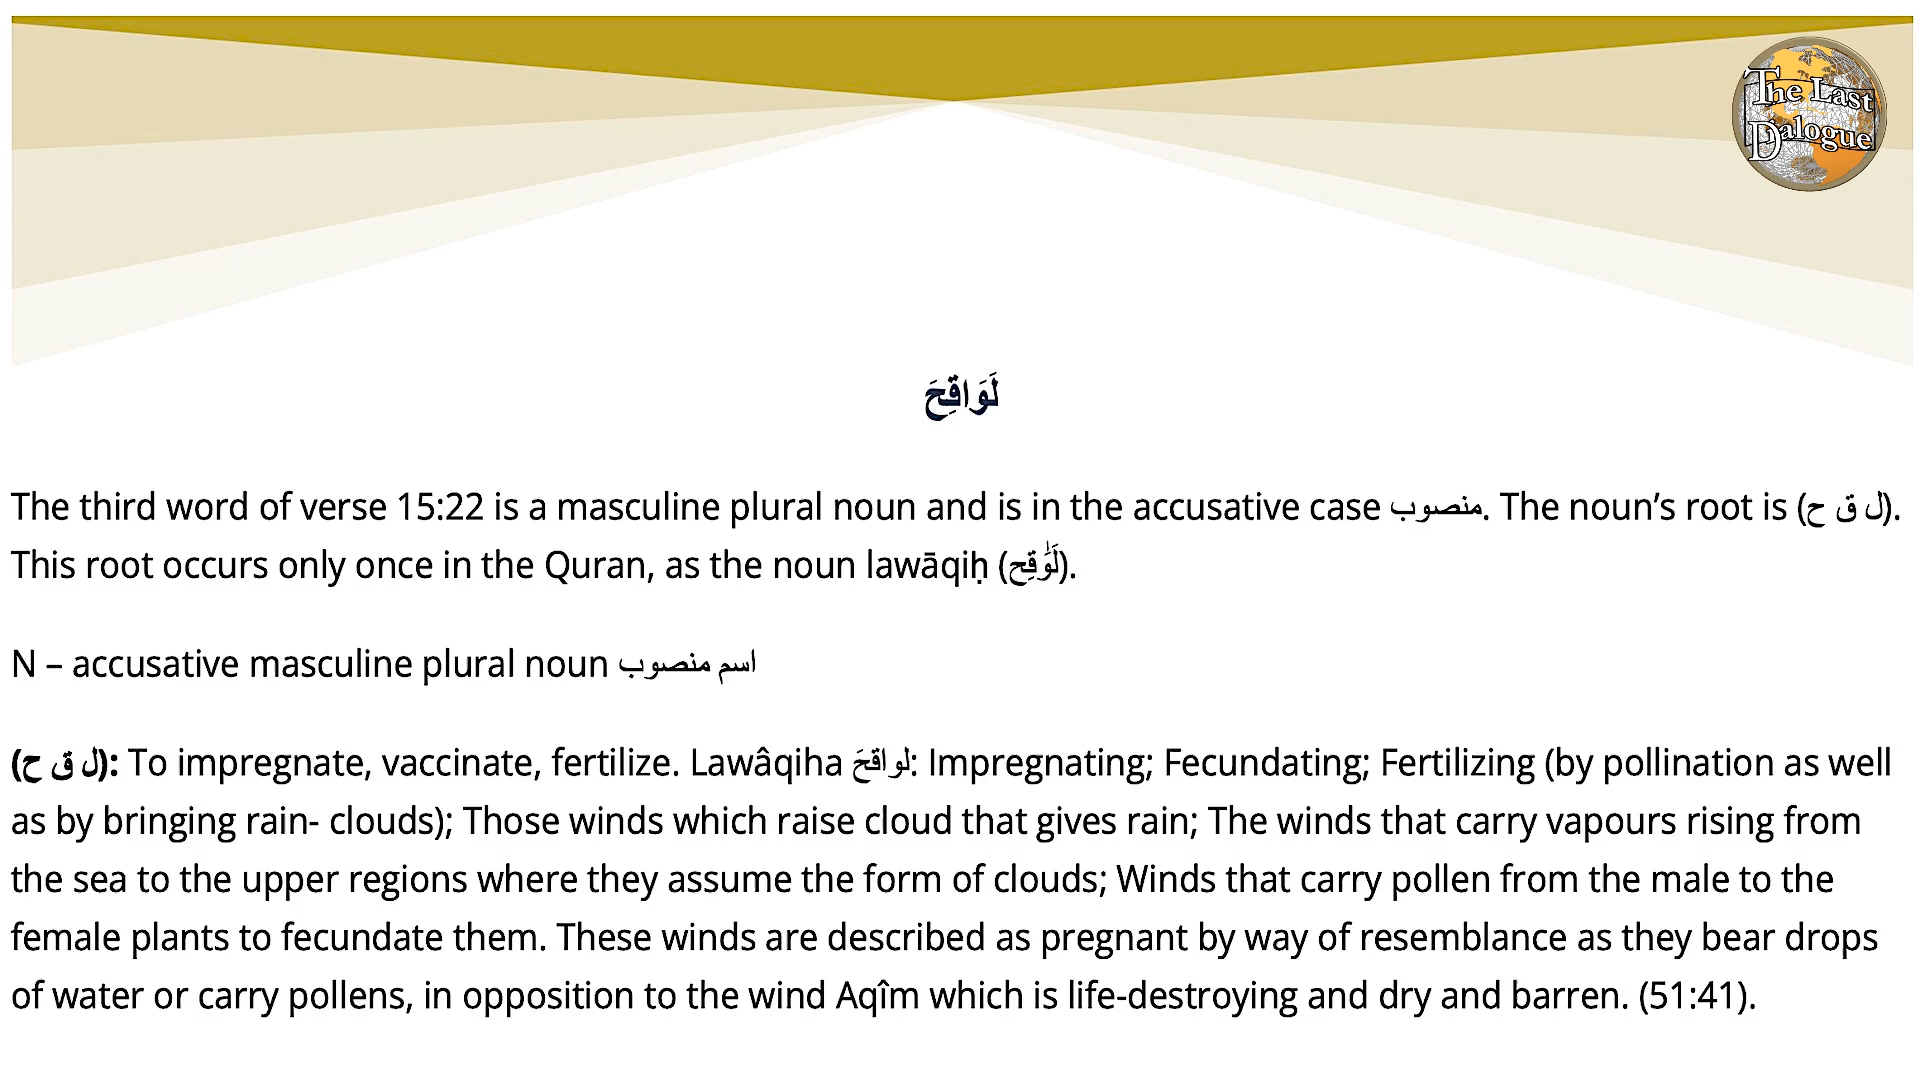 The Last
Dialogue
لَوَاقِحَ
The third word of verse 15:22 is a masculine plural noun and is in the accusative case منصوب. The noun’s root is (ل ق ح).
This root occurs only once in the Quran, as the noun lawāqiḥ (لَوَٰقِح).
N – accusative masculine plural noun اسم منصوب
(ل ق ح): To impregnate, vaccinate, fertilize. Lawâqiha لواقحَ: Impregnating; Fecundating; Fertilizing (by pollination as well
as by bringing rain- clouds); Those winds which raise cloud that gives rain; The winds that carry vapours rising from
the sea to the upper regions where they assume the form of clouds; Winds that carry pollen from the male to the
female plants to fecundate them. These winds are described as pregnant by way of resemblance as they bear drops
of water or carry pollens, in opposition to the wind Aqîm which is life-destroying and dry and barren. (51:41).